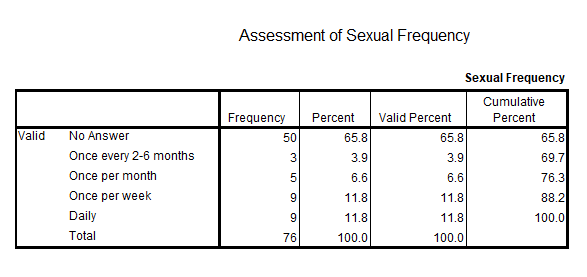 Assessment of Sexual Frequency
Sexual Frequency
Frequency Percent Valid Percent Cumulative Percent
Valid No Answer 50 65.8 65.8 65.8
Once every 2-6 months 3 3.9 3.9 69.7
Once per month 5 6.6 6.6 76.3
Once per week 9 11.8 11.8 88.2
Daily 9 11.8 11.8 100.0
Total 76 100.0 100.0